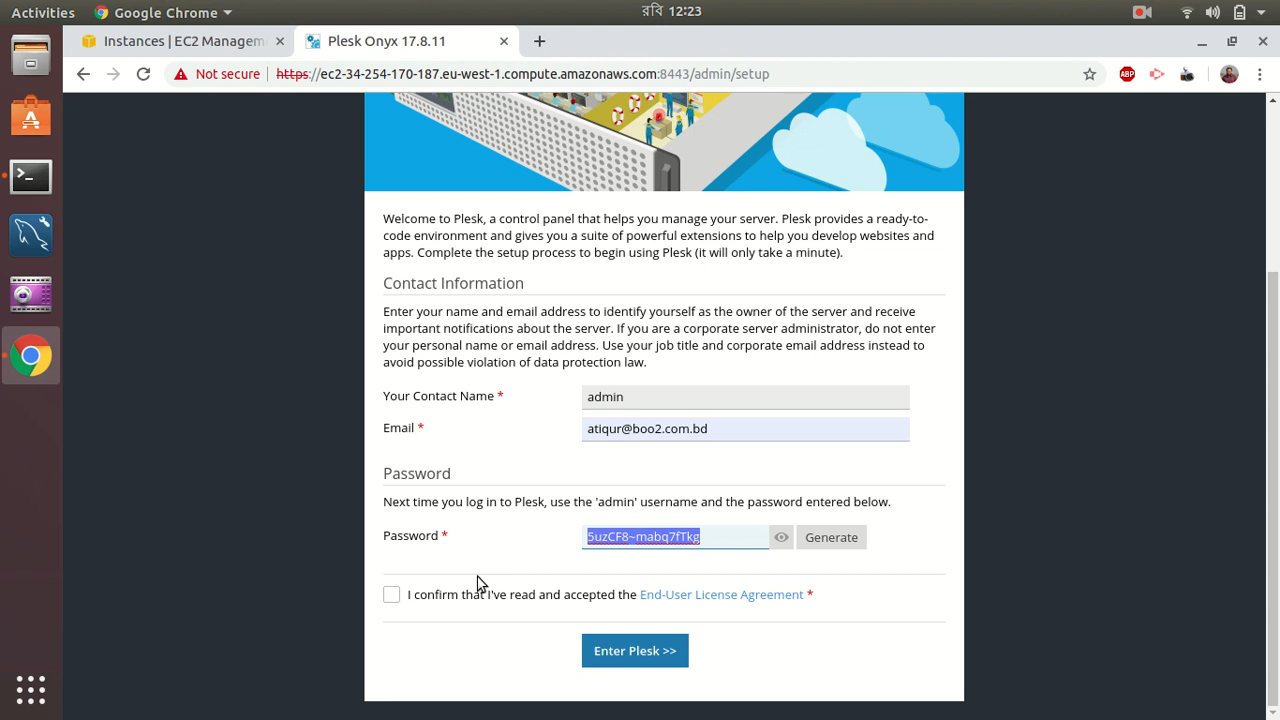 Activities
Google Chrome
রবি 12:23
Instances | EC2 Managem
Plesk Onyx 17.8.11
Not secure
https://ec2-34-254-170-187.eu-west-1.compute.amazonaws.com:8443/admin/setup
ABP
Welcome to Plesk, a control panel that helps you manage your server. Plesk provides a ready-to-
code environment and gives you a suite of powerful extensions to help you develop websites and
apps. Complete the setup process to begin using Plesk (it will only take a minute).
Contact Information
Enter your name and email address to identify yourself as the owner of the server and receive
important notifications about the server. If you are a corporate server administrator, do not enter
your personal name or email address. Use your job title and corporate email address instead to
avoid possible violation of data protection law.
Your Contact Name *
admin
Email *
atiqur@boo2.com.bd
Password
Next time you log in to Plesk, use the 'admin' username and the password entered below.
Password *
5uzCF8~mabq7fTkg
Generate
I confirm that I've read and accepted the End-User License Agreement *
Enter Plesk >>